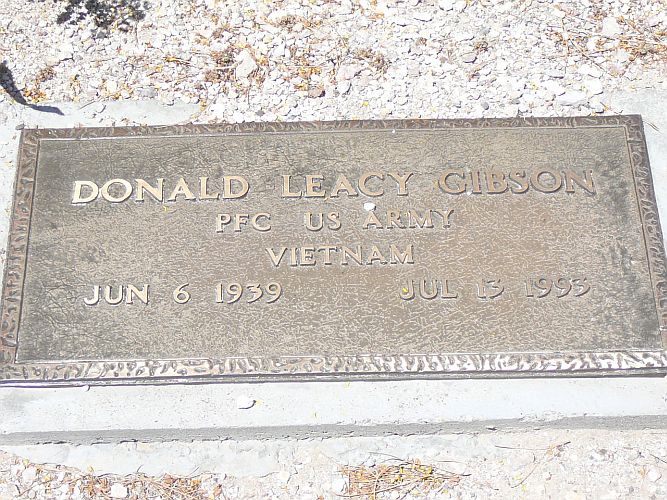 DONALD LEACY GIBSON
PFC US ARMY
VIETNAM
JUN 6 1939 JUL 13 1993